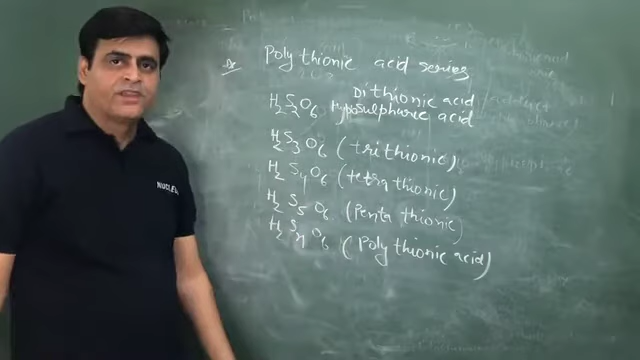 Poly thionic acid series
H2S2O6 Dithionic acid
Hyposulphuric acid
H2S3O6 (trithionic)
H2S4O6 (tetra thionic)
H2S5O6 (Penta thionic)
H2SnO6 (Poly thionic acid)
NUCLE